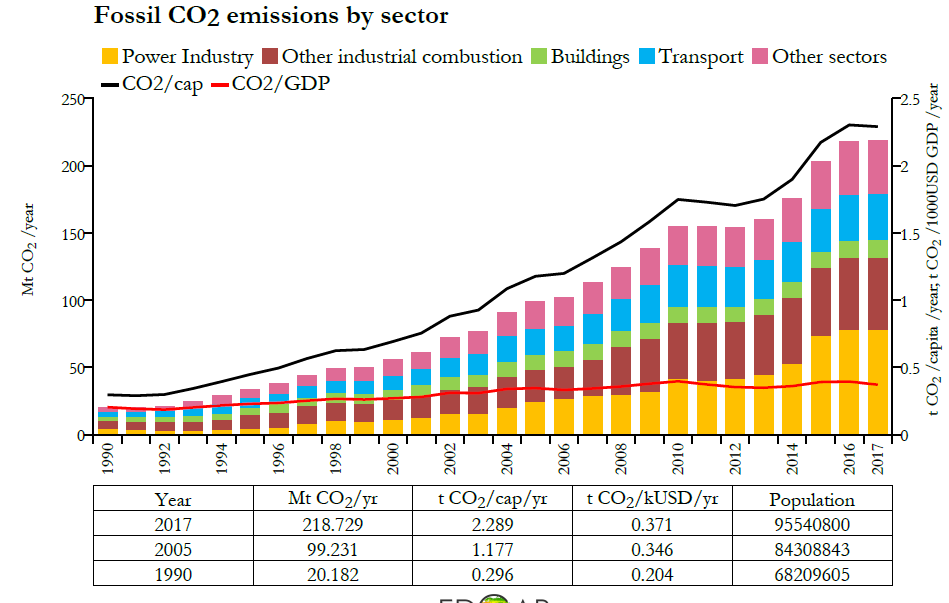 Fossil CO2 emissions by sector
Power Industry Other industrial combustion Buildings Transport Other sectors
CO2/cap CO2/GDP
250
200
150
100
50
0
Mt CO2 /year
2.5
2
1.5
1
0.5
0
t CO2 /capita /year, t CO2 /1000USD GDP /year
1990 1992 1994 1996 1998 2000 2002 2004 2006 2008 2010 2012 2014 2016 2017
Year Mt CO2/yr t CO2/cap/yr t CO2/kUSD/yr Population
2017 218.729 2.289 0.371 95540800
2005 99.231 1.177 0.346 84308843
1990 20.182 0.296 0.204 68209605